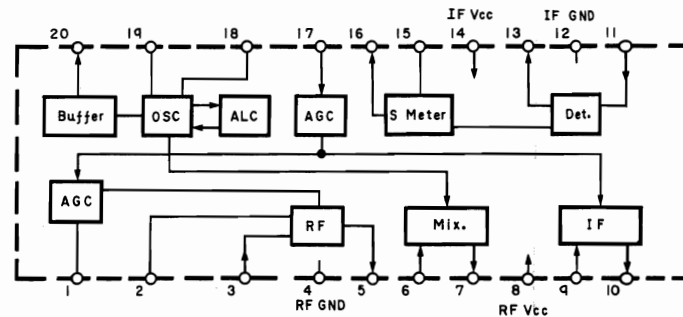 IF Vcc IF GND
20 19 18 17 16 15 14 13 12 11
Buffer OSC ALC AGC S Meter Det.
AGC RF Mix. IF
1 2 3 4 5 6 7 8 9 10
RF GND RF Vcc